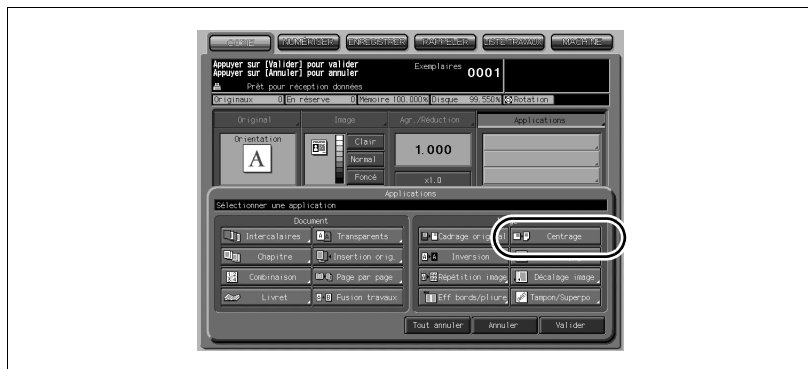 COPIE NUMÉRISER ENREGISTRER RAPPELER LISTE TRAVAUX MACHINE
Appuyer sur [Valider] pour valider
Appuyer sur [Annuler] pour annuler
Exemplaires 0001
Prêt pour réception données
Originaux 0 En réserve 0 Mémoire 100.000% Disque 99.550% Rotation
Original Image Agr./Réduction Applications
Orientation
A
Clair
Normal
Foncé
1.000
x1.0
Applications
Sélectionner une application
Document
Intercalaires Transparents Cadrage original Centrage
Chapitre Insertion orig. Inversion
Combinaison Page par page Répétition image Décalage image
Livret Fusion travaux Eff bords/pliure Tampon/Superpo
Tout annuler Annuler Valider